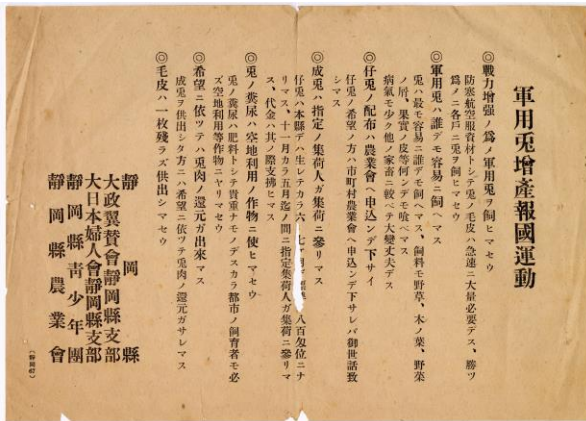 軍用兎増産報國運動
◎戰力增强ノ爲メ軍用兎ヲ飼ヒマセウ
防寒航空服資材トシテ兎ノ毛皮ハ急速ニ大量必要デス、勝ツ
爲メニ各戸ニ兎ヲ飼ヒマセウ
◎軍用兎ハ誰デモ容易ニ飼ヘマス
兎ハ最モ容易ニ誰デモ飼ヘマス、飼料モ野草、木ノ葉、野菜
ノ屑、果實ノ皮等何ンデモ喰ベマス
病氣モ少ク他ノ家畜ニ較ベテ大變丈夫デス
◎仔兎ノ配布ハ農業會ヘ申込ンデ下サイ
仔兎ノ希望ノ方ハ市町村農業會ヘ申込ンデ下サレバ御世話致
シマス
◎成兎ハ指定ノ集荷人ガ集荷ニ參リマス
仔兎ハ本縣デハ生レテカラ六 七ヶ月 八百匁位ニナ
リマス、十一月カラ五月迄ノ間ニ指定集荷人ガ集荷ニ參リマ
ス、代金ハ其ノ際支拂ヒマス
◎兎ノ糞尿ハ空地利用ノ作物ニ使ヒマセウ
兎ノ糞尿ハ肥料トシテ貴重ナモノデスカラ都市ノ飼育者モ必
ズ空地利用等作物ニヤリマセウ
◎希望ニ依ツテハ兎肉ノ還元ガ出來マス
成兎ヲ供出シタ方ニハ希望ニ依ツテ兎肉ノ還元ガサレマス
◎毛皮ハ一枚殘ラズ供出シマセウ
靜岡縣
大政翼贊會靜岡縣支部
大日本婦人會靜岡縣支部
靜岡縣靑少年團
靜岡縣農業會